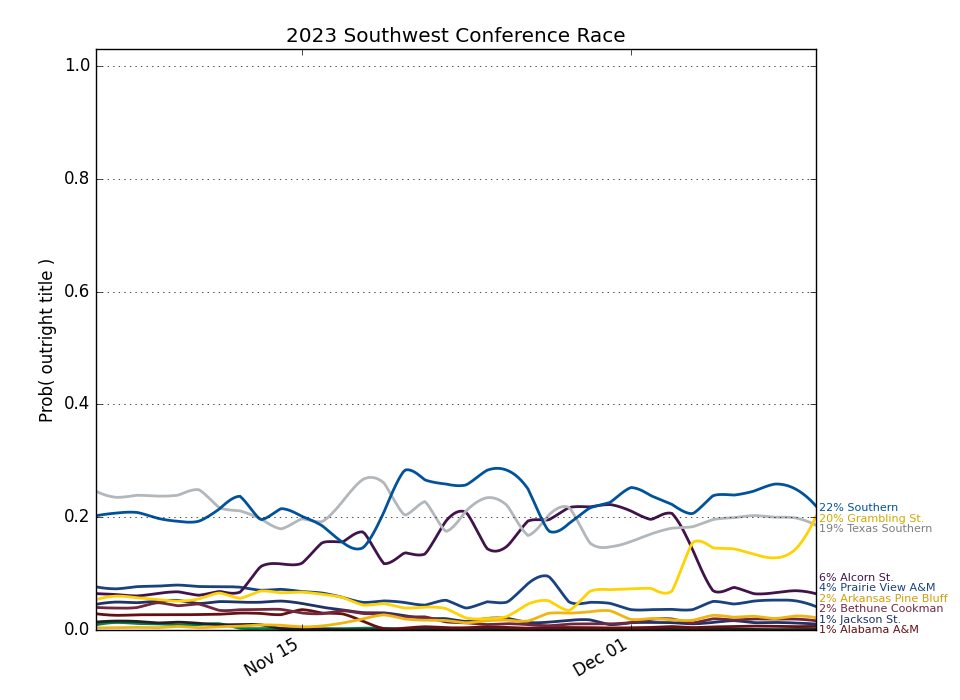 2023 Southwest Conference Race
Prob( outright title )
1.0
0.8
0.6
0.4
0.2
0.0
Nov 15
Dec 01
22% Southern
20% Grambling St.
19% Texas Southern
6% Alcorn St.
4% Prairie View A&M
2% Arkansas Pine Bluff
2% Bethune Cookman
1% Jackson St.
1% Alabama A&M